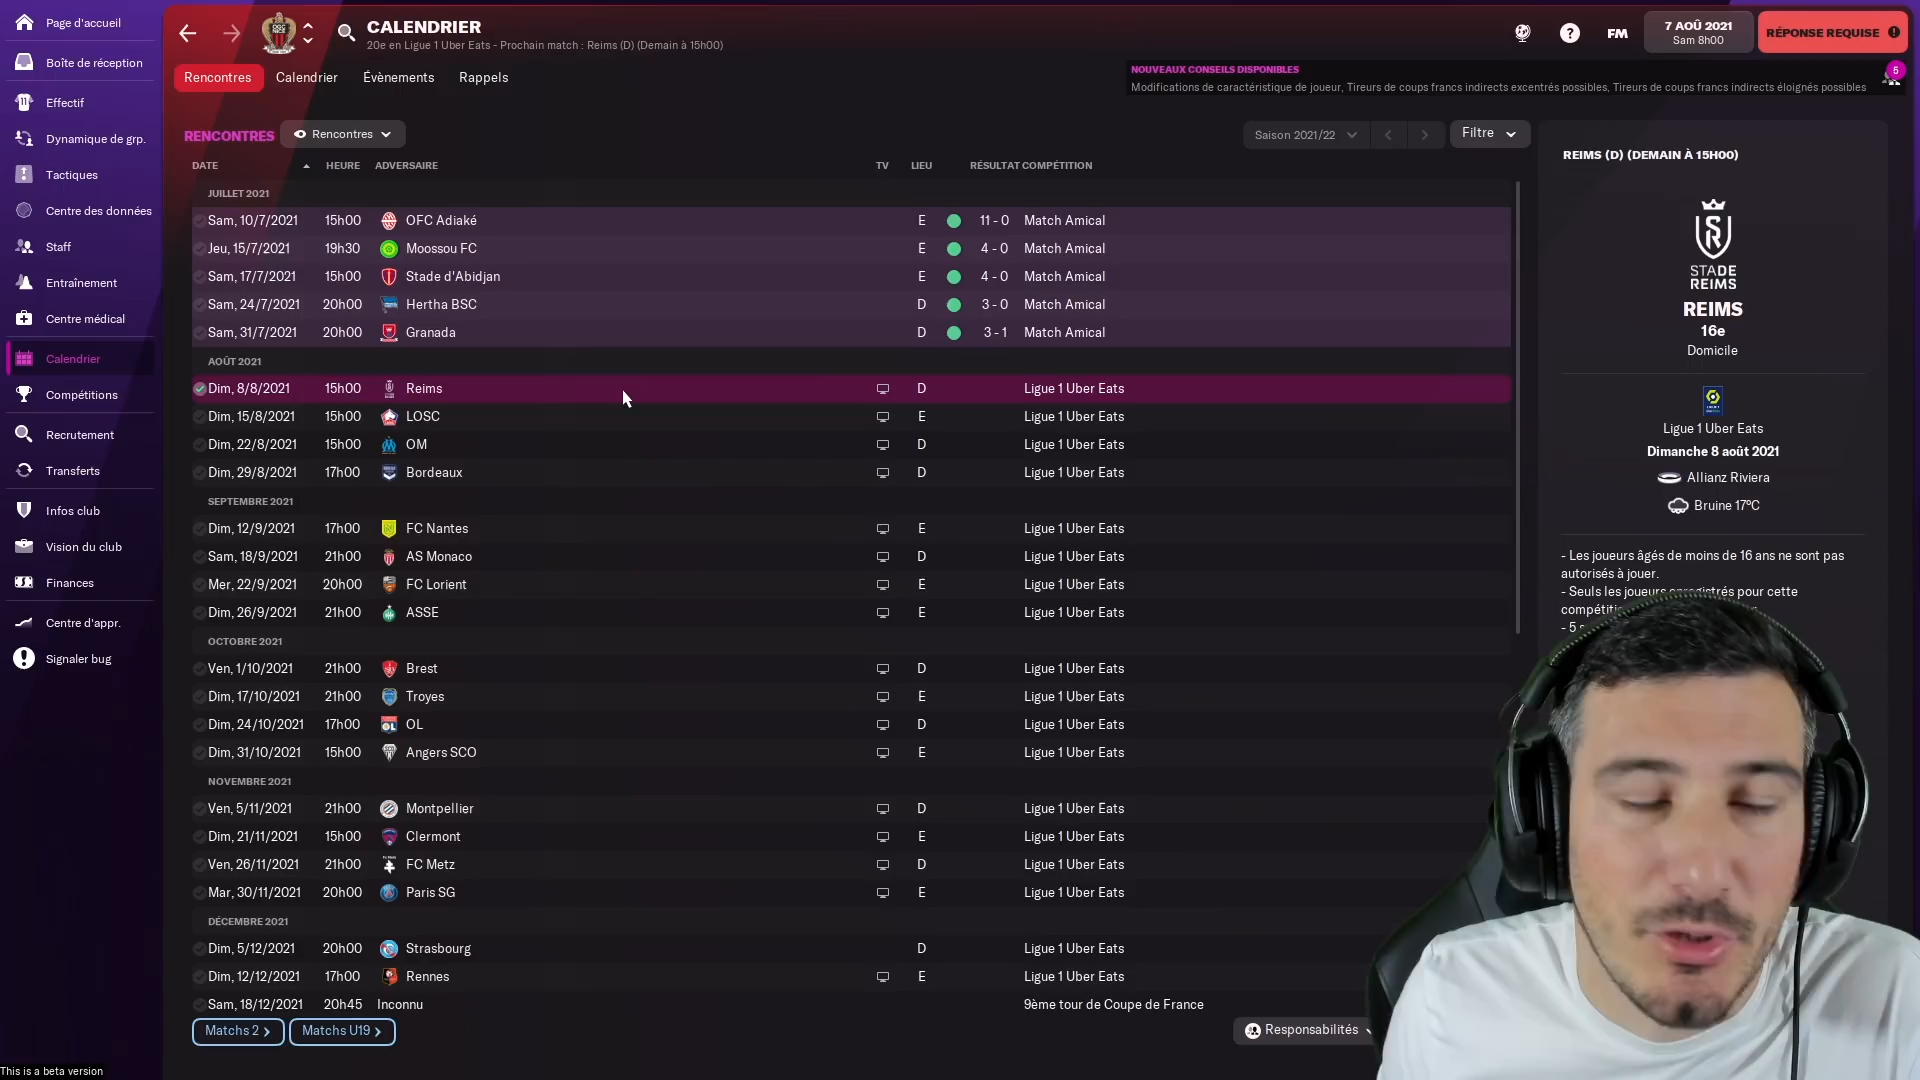 Page d'accueil
Boîte de réception
Effectif
Dynamique de grp.
Tactiques
Centre des données
Staff
Entraînement
Centre médical
Calendrier
Compétitions
Recrutement
Transferts
Infos club
Vision du club
Finances
Centre d'appr.
Signaler bug
This is a beta version
CALENDRIER
20e en Ligue 1 Uber Eats - Prochain match : Reims (D) (Demain à 15h00)
FM
7 AOÛ 2021
Sam 8h00
RÉPONSE REQUISE
Rencontres Calendrier Évènements Rappels
NOUVEAUX CONSEILS DISPONIBLES
Modifications de caractéristique de joueur, Tireurs de coups francs indirects excentrés possibles, Tireurs de coups francs indirects éloignés possibles
5
RENCONTRES Rencontres
Saison 2021/22 Filtre
DATE HEURE ADVERSAIRE TV LIEU RÉSULTAT COMPÉTITION
JUILLET 2021
Sam, 10/7/2021 15h00 OFC Adiaké E 11 - 0 Match Amical
Jeu, 15/7/2021 19h30 Moossou FC E 4 - 0 Match Amical
Sam, 17/7/2021 15h00 Stade d'Abidjan E 4 - 0 Match Amical
Sam, 24/7/2021 20h00 Hertha BSC D 3 - 0 Match Amical
Sam, 31/7/2021 20h00 Granada D 3 - 1 Match Amical
AOÛT 2021
Dim, 8/8/2021 15h00 Reims D Ligue 1 Uber Eats
Dim, 15/8/2021 15h00 LOSC E Ligue 1 Uber Eats
Dim, 22/8/2021 15h00 OM D Ligue 1 Uber Eats
Dim, 29/8/2021 17h00 Bordeaux D Ligue 1 Uber Eats
SEPTEMBRE 2021
Dim, 12/9/2021 17h00 FC Nantes E Ligue 1 Uber Eats
Sam, 18/9/2021 21h00 AS Monaco D Ligue 1 Uber Eats
Mer, 22/9/2021 20h00 FC Lorient E Ligue 1 Uber Eats
Dim, 26/9/2021 21h00 ASSE E Ligue 1 Uber Eats
OCTOBRE 2021
Ven, 1/10/2021 21h00 Brest D Ligue 1 Uber Eats
Dim, 17/10/2021 21h00 Troyes E Ligue 1 Uber Eats
Dim, 24/10/2021 17h00 OL D Ligue 1 Uber Eats
Dim, 31/10/2021 15h00 Angers SCO E Ligue 1 Uber Eats
NOVEMBRE 2021
Ven, 5/11/2021 21h00 Montpellier D Ligue 1 Uber Eats
Dim, 21/11/2021 15h00 Clermont E Ligue 1 Uber Eats
Ven, 26/11/2021 21h00 FC Metz D Ligue 1 Uber Eats
Mar, 30/11/2021 20h00 Paris SG E Ligue 1 Uber Eats
DÉCEMBRE 2021
Dim, 5/12/2021 20h00 Strasbourg D Ligue 1 Uber Eats
Dim, 12/12/2021 17h00 Rennes E Ligue 1 Uber Eats
Sam, 18/12/2021 20h45 Inconnu 9ème tour de Coupe de France
Matchs 2 Matchs U19 Responsabilités
REIMS (D) (DEMAIN À 15H00)
STADE
REIMS
REIMS
16e
Domicile
Ligue 1 Uber Eats
Dimanche 8 août 2021
Allianz Riviera
Bruine 17ºC
- Les joueurs âgés de moins de 16 ans ne sont pas
autorisés à jouer.
- Seuls les joueurs enregistrés pour cette
- 5